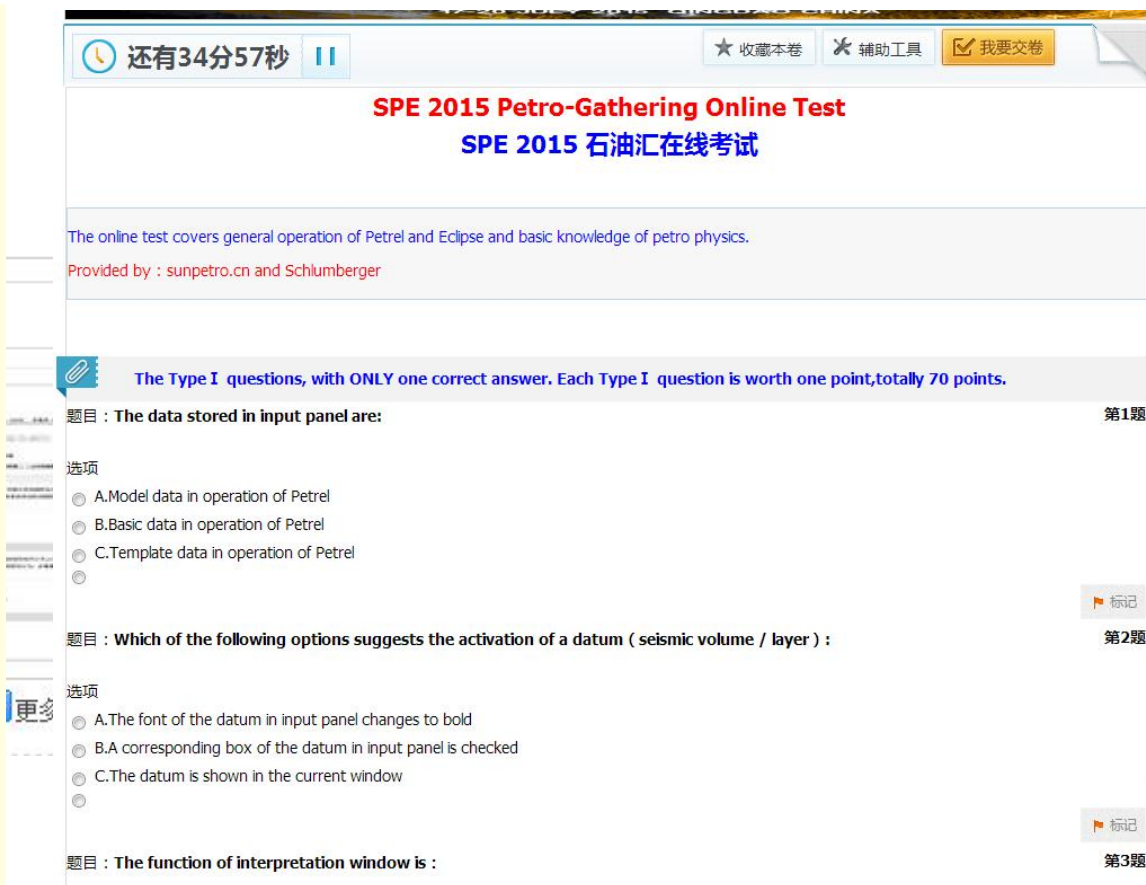 还有34分57秒
收藏本卷
辅助工具
我要交卷
SPE 2015 Petro-Gathering Online Test
SPE 2015 石油汇在线考试
The online test covers general operation of Petrel and Eclipse and basic knowledge of petro physics.
Provided by : sunpetro.cn and Schlumberger
The Type I questions, with ONLY one correct answer. Each Type I question is worth one point,totally 70 points.
题目：The data stored in input panel are: 第1题
选项
A.Model data in operation of Petrel
B.Basic data in operation of Petrel
C.Template data in operation of Petrel
标记
题目：Which of the following options suggests the activation of a datum ( seismic volume / layer ) : 第2题
选项
更多
A.The font of the datum in input panel changes to bold
B.A corresponding box of the datum in input panel is checked
C.The datum is shown in the current window
标记
题目：The function of interpretation window is : 第3题